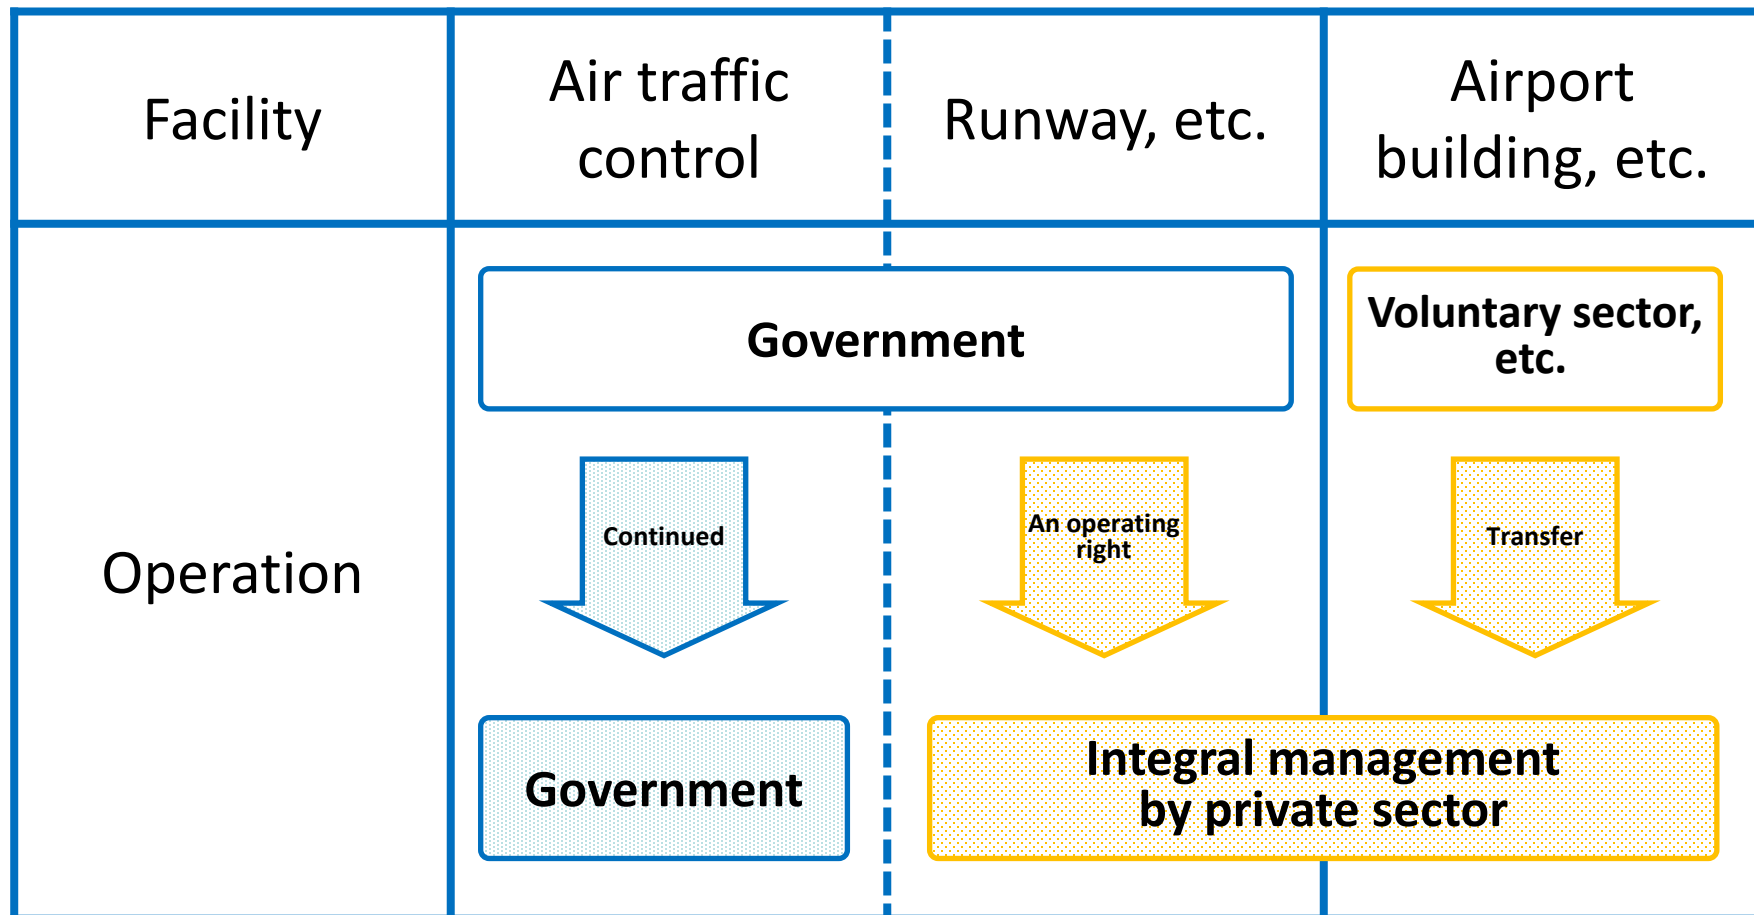 Facility
Air traffic
control
Runway, etc.
Airport
building, etc.
Operation
Government
Voluntary sector,
etc.
Continued
An operating
right
Transfer
Government
Integral management
by private sector